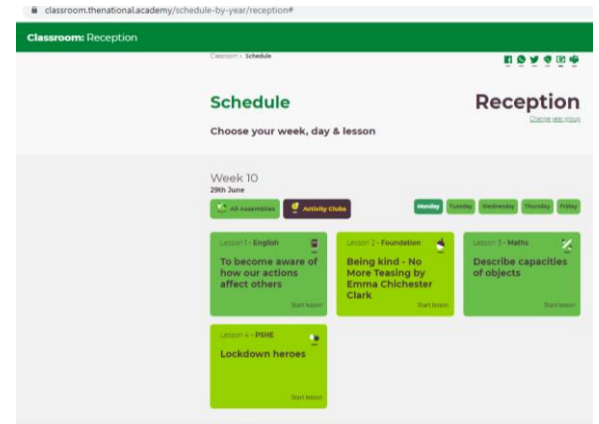 classroom.thenational.academy/schedule-by-year/reception#
Classroom: Reception
Classroom > Schedule
Schedule
Reception
Change year group
Choose your week, day & lesson
Week 10
29th June
All Assemblies
Activity Clubs
Monday
Tuesday
Wednesday
Thursday
Friday
Lesson 1 - English
To become aware of
how our actions
affect others
Start lesson
Lesson 2 - Foundation
Being kind - No
More Teasing by
Emma Chichester
Clark
Start lesson
Lesson 3 - Maths
Describe capacities
of objects
Start lesson
Lesson 4 - PSHE
Lockdown heroes
Start lesson